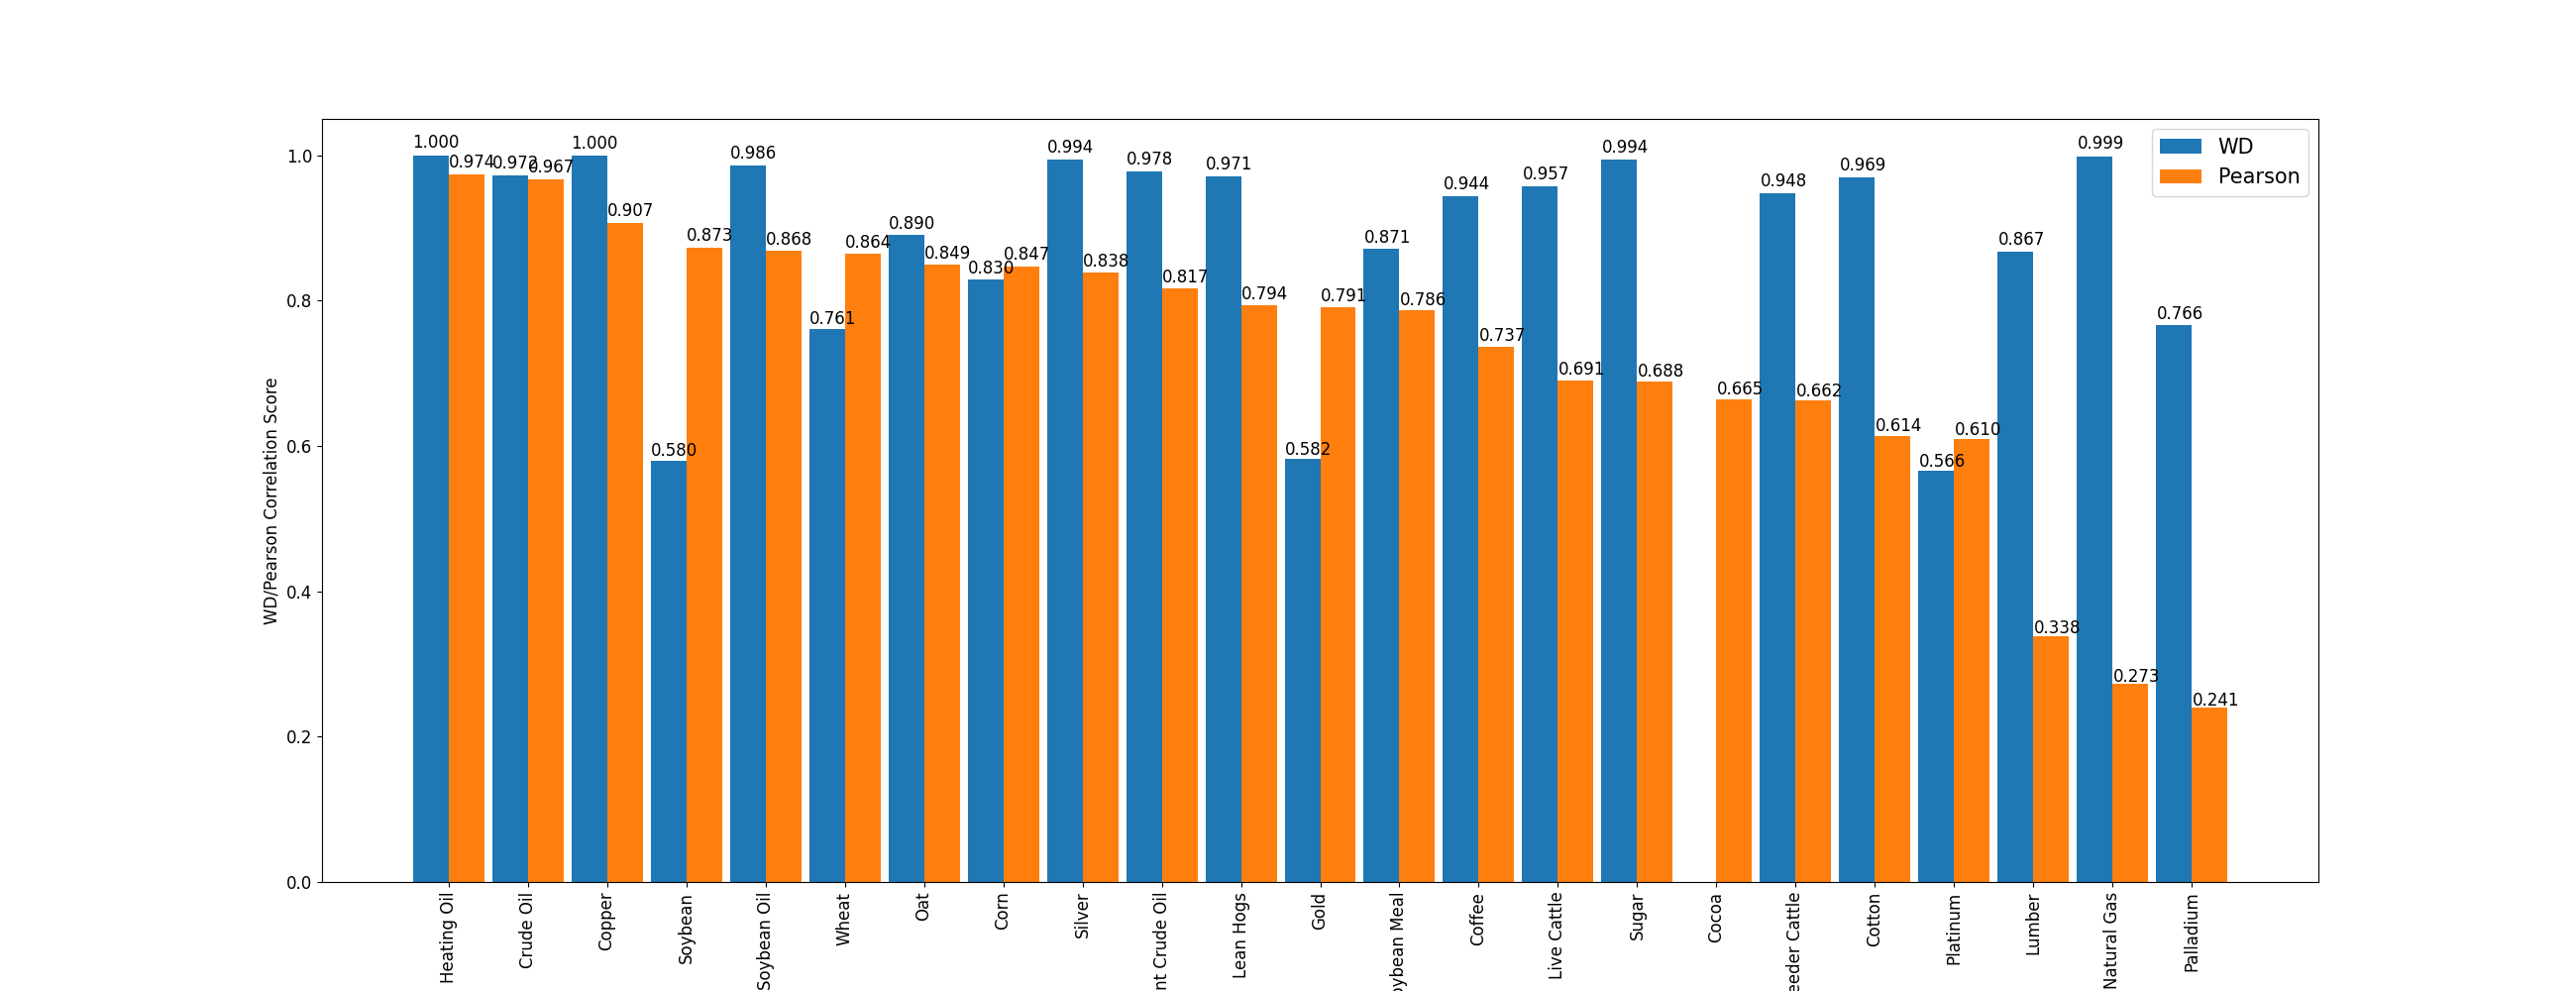 1.000
0.974
0.972
0.967
1.000
0.907
0.580
0.873
0.986
0.868
0.761
0.864
0.890
0.849
0.830
0.847
0.994
0.838
0.978
0.817
0.971
0.794
0.582
0.791
0.871
0.786
0.944
0.737
0.957
0.691
0.994
0.688
0.665
0.948
0.662
0.969
0.614
0.566
0.610
0.867
0.338
0.999
0.273
0.766
0.241
WD
Pearson
WD/Pearson Correlation Score
1.0
0.8
0.6
0.4
0.2
0.0
Heating Oil
Crude Oil
Copper
Soybean
Soybean Oil
Wheat
Oat
Corn
Silver
nt Crude Oil
Lean Hogs
Gold
oybean Meal
Coffee
Live Cattle
Sugar
Cocoa
eeder Cattle
Cotton
Platinum
Lumber
Natural Gas
Palladium